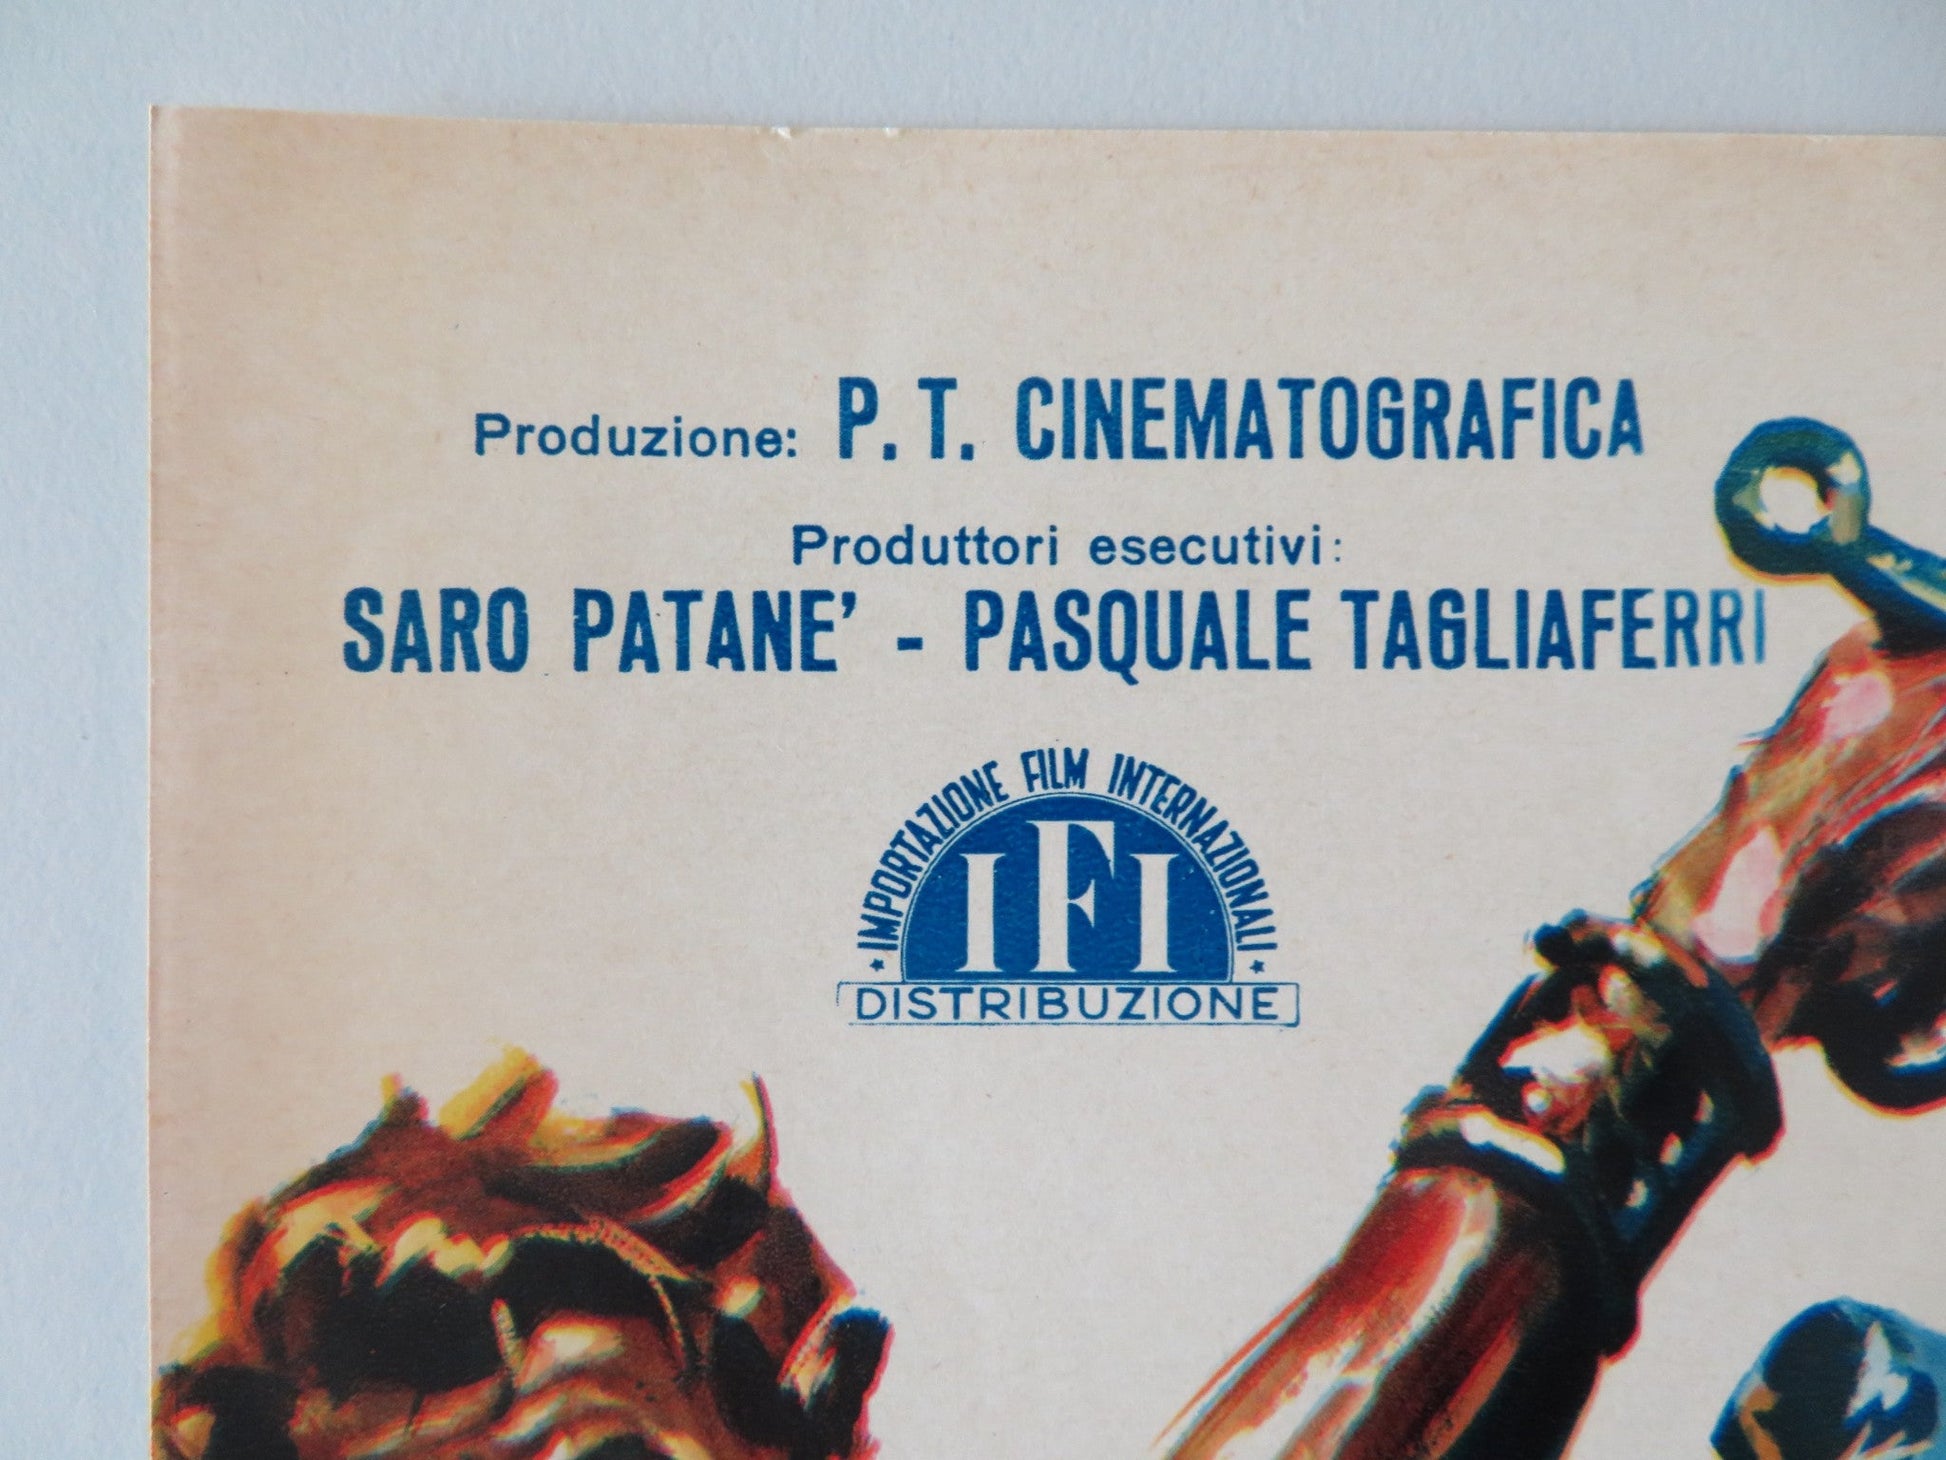 Produzione: P. T. CINEMATOGRAFICA
Produttori esecutivi:
SARO PATANE' - PASQUALE TAGLIAFERRI
IMPORTAZIONE FILM INTERNAZIONALI
IFI
DISTRIBUZIONE